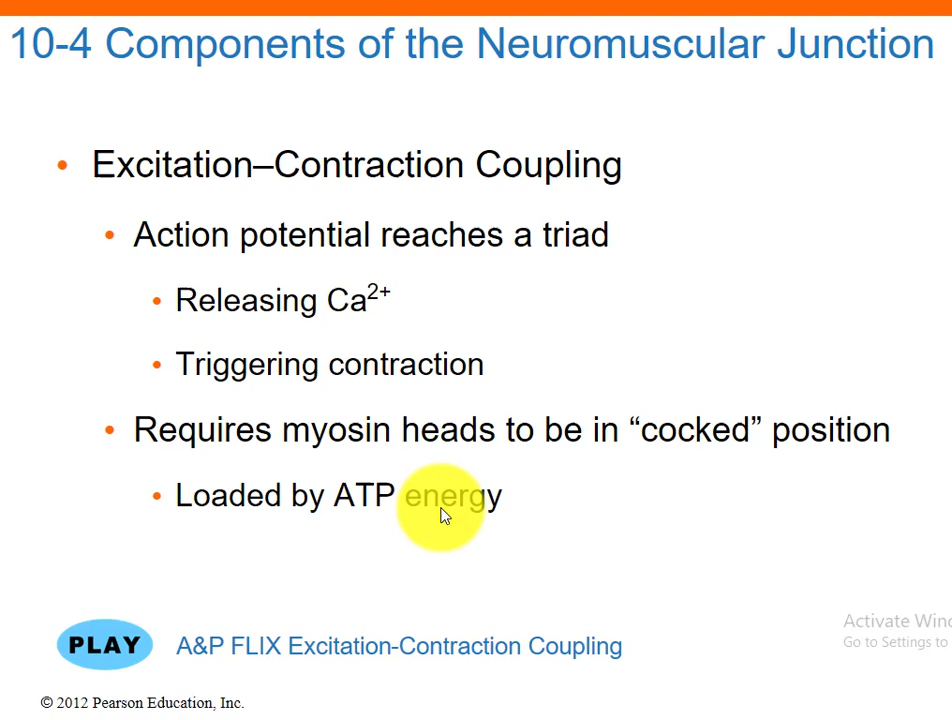 10-4 Components of the Neuromuscular Junction
• Excitation–Contraction Coupling
• Action potential reaches a triad
• Releasing Ca2+
• Triggering contraction
• Requires myosin heads to be in “cocked” position
• Loaded by ATP energy
PLAY A&P FLIX Excitation-Contraction Coupling
Activate Win
Go to Settings to
© 2012 Pearson Education, Inc.